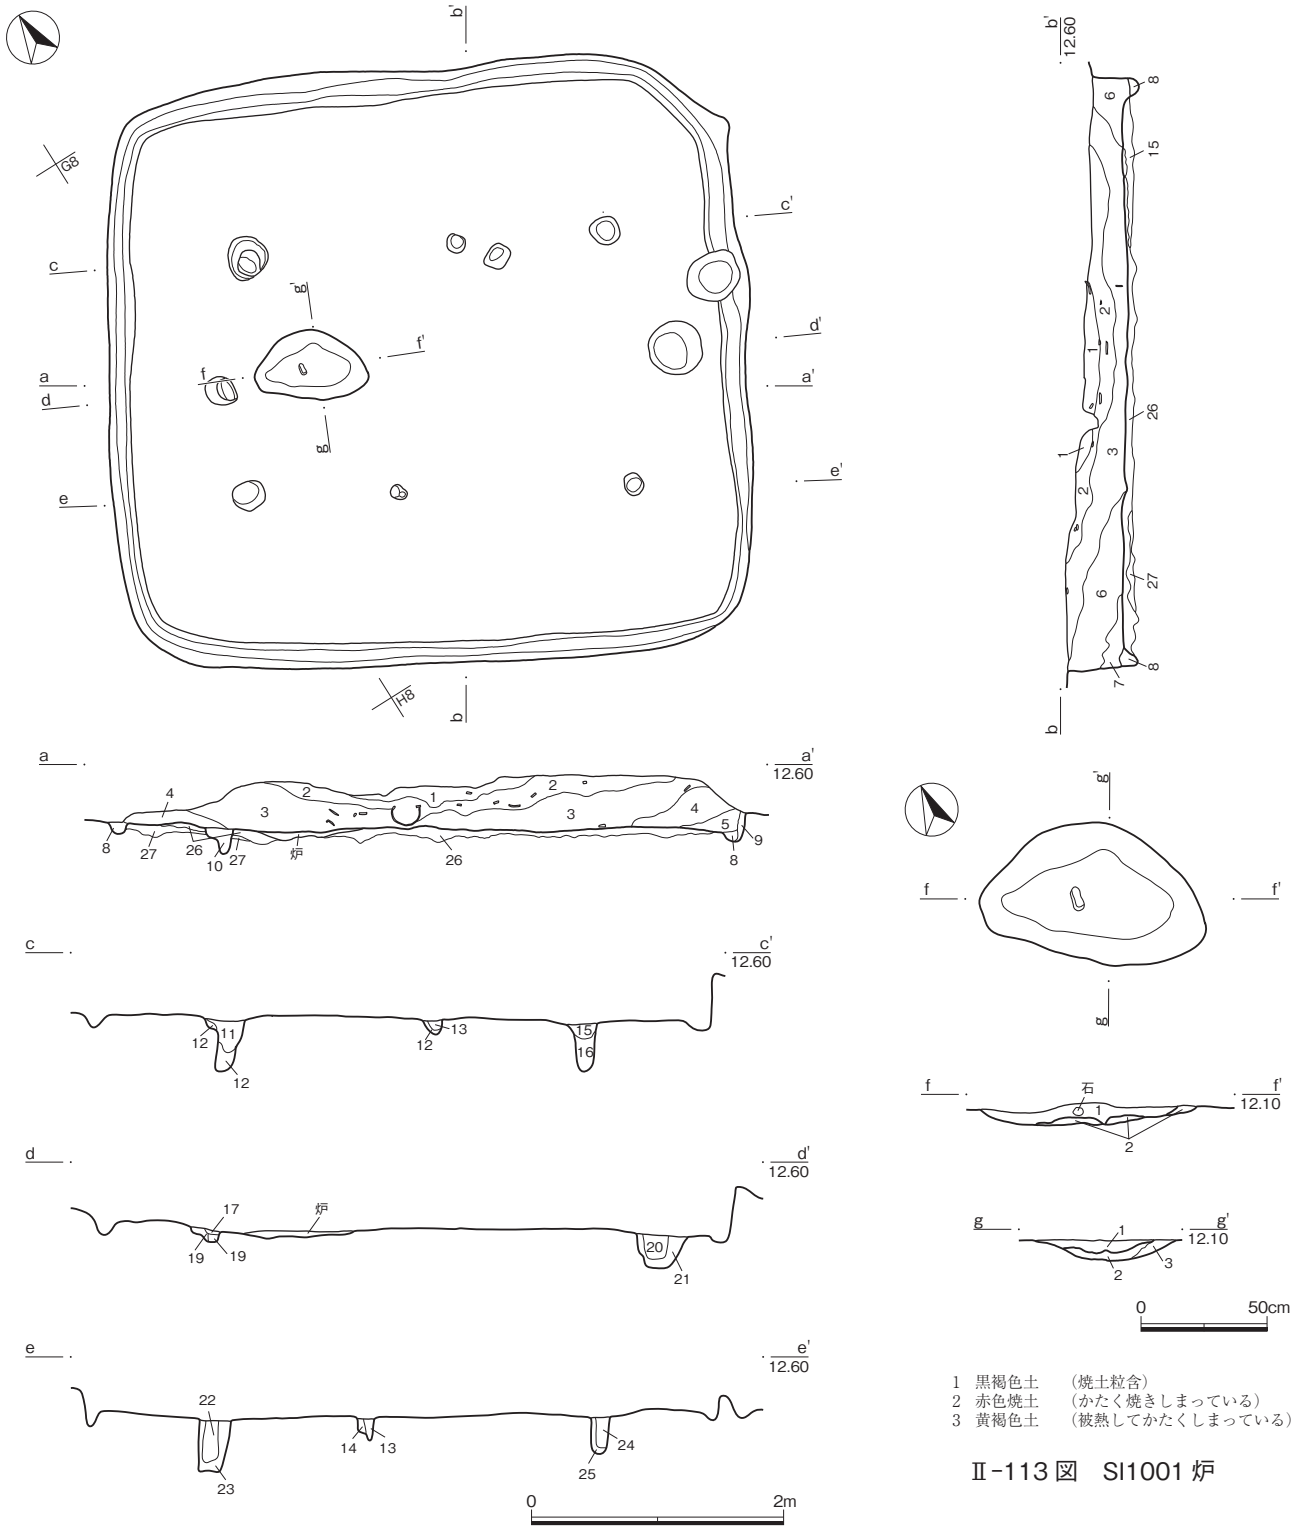 b'
G8
c'
c
g'
d'
f'
f
a
a'
d
g
e'
e
H8
b
b'
12.60
8
6
15
2
1
26
1
3
2
27
6
8
7
b
a
a'
12.60
4
2
1
2
3
3
4
5
9
8
27
26
10
27
炉
26
8
c
c'
12.60
12
11
12
12
13
15
16
d
d'
12.60
17
炉
19
19
20
21
e
e'
12.60
22
23
14
13
24
25
0
2m
g'
f
f'
g
f
石
f'
12.10
1
2
g
1
g'
12.10
2
3
0
50cm
1 黒褐色土 （焼土粒含）
2 赤色焼土 （かたく焼きしまっている）
3 黄褐色土 （被熱してかたくしまっている）
Ⅱ-113 図 SI1001 炉